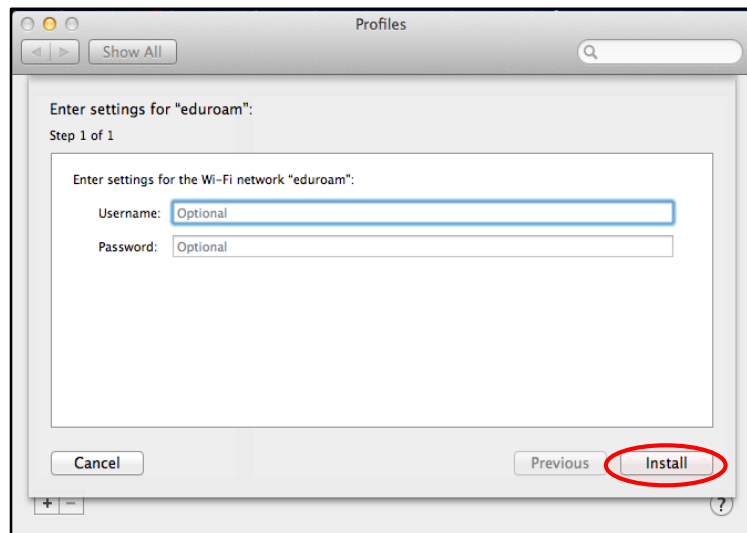 Profiles
Show All
Enter settings for “eduroam”:
Step 1 of 1
Enter settings for the Wi-Fi network “eduroam”:
Username: Optional
Password: Optional
Cancel Previous Install
+ − ?